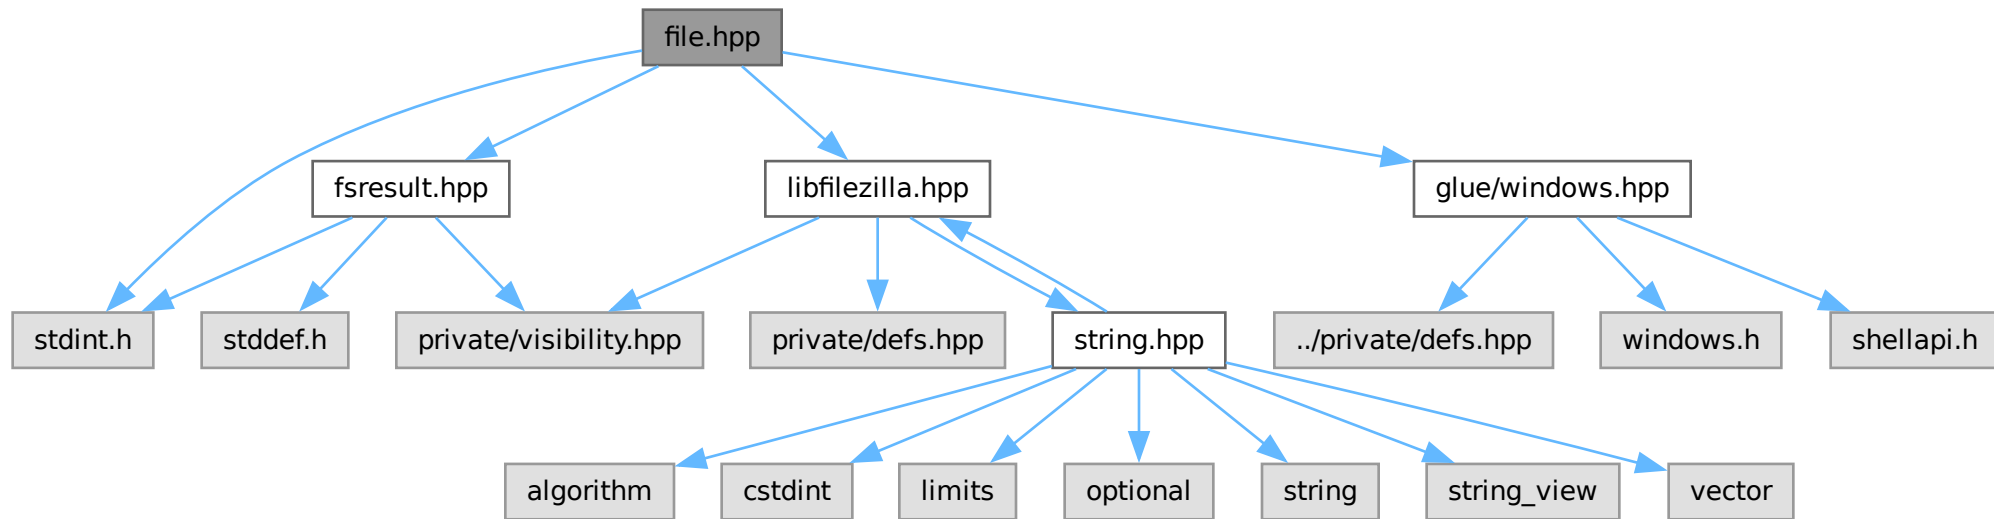 file.hpp
fsresult.hpp
libfilezilla.hpp
glue/windows.hpp
stdint.h
stddef.h
private/visibility.hpp
private/defs.hpp
string.hpp
../private/defs.hpp
windows.h
shellapi.h
algorithm
cstdint
limits
optional
string
string_view
vector